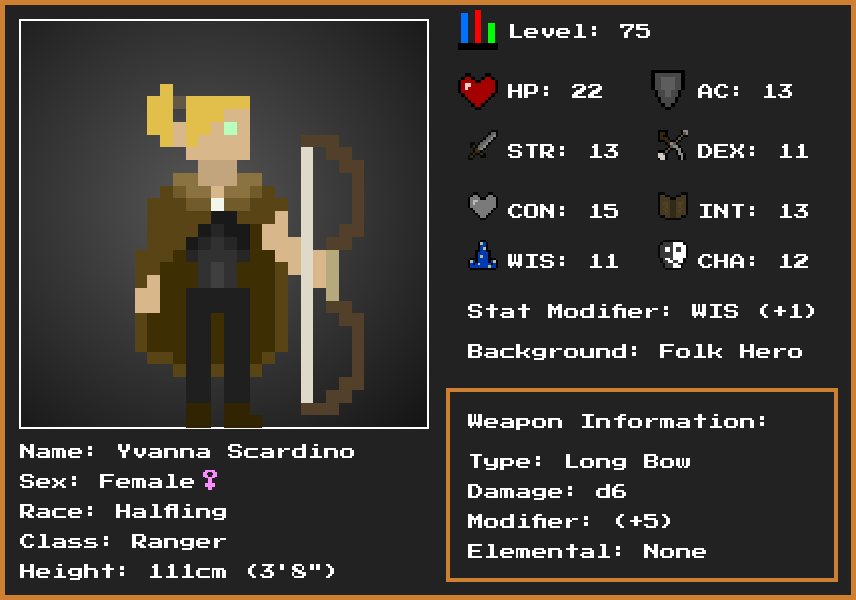 Level: 75
HP: 22
AC: 13
STR: 13
DEX: 11
CON: 15
INT: 13
WIS: 11
CHA: 12
Stat Modifier: WIS (+1)
Background: Folk Hero
Weapon Information:
Type: Long Bow
Damage: d6
Modifier: (+5)
Elemental: None
Name: Yvanna Scardino
Sex: Female♀
Race: Halfling
Class: Ranger
Height: 111cm (3'8")